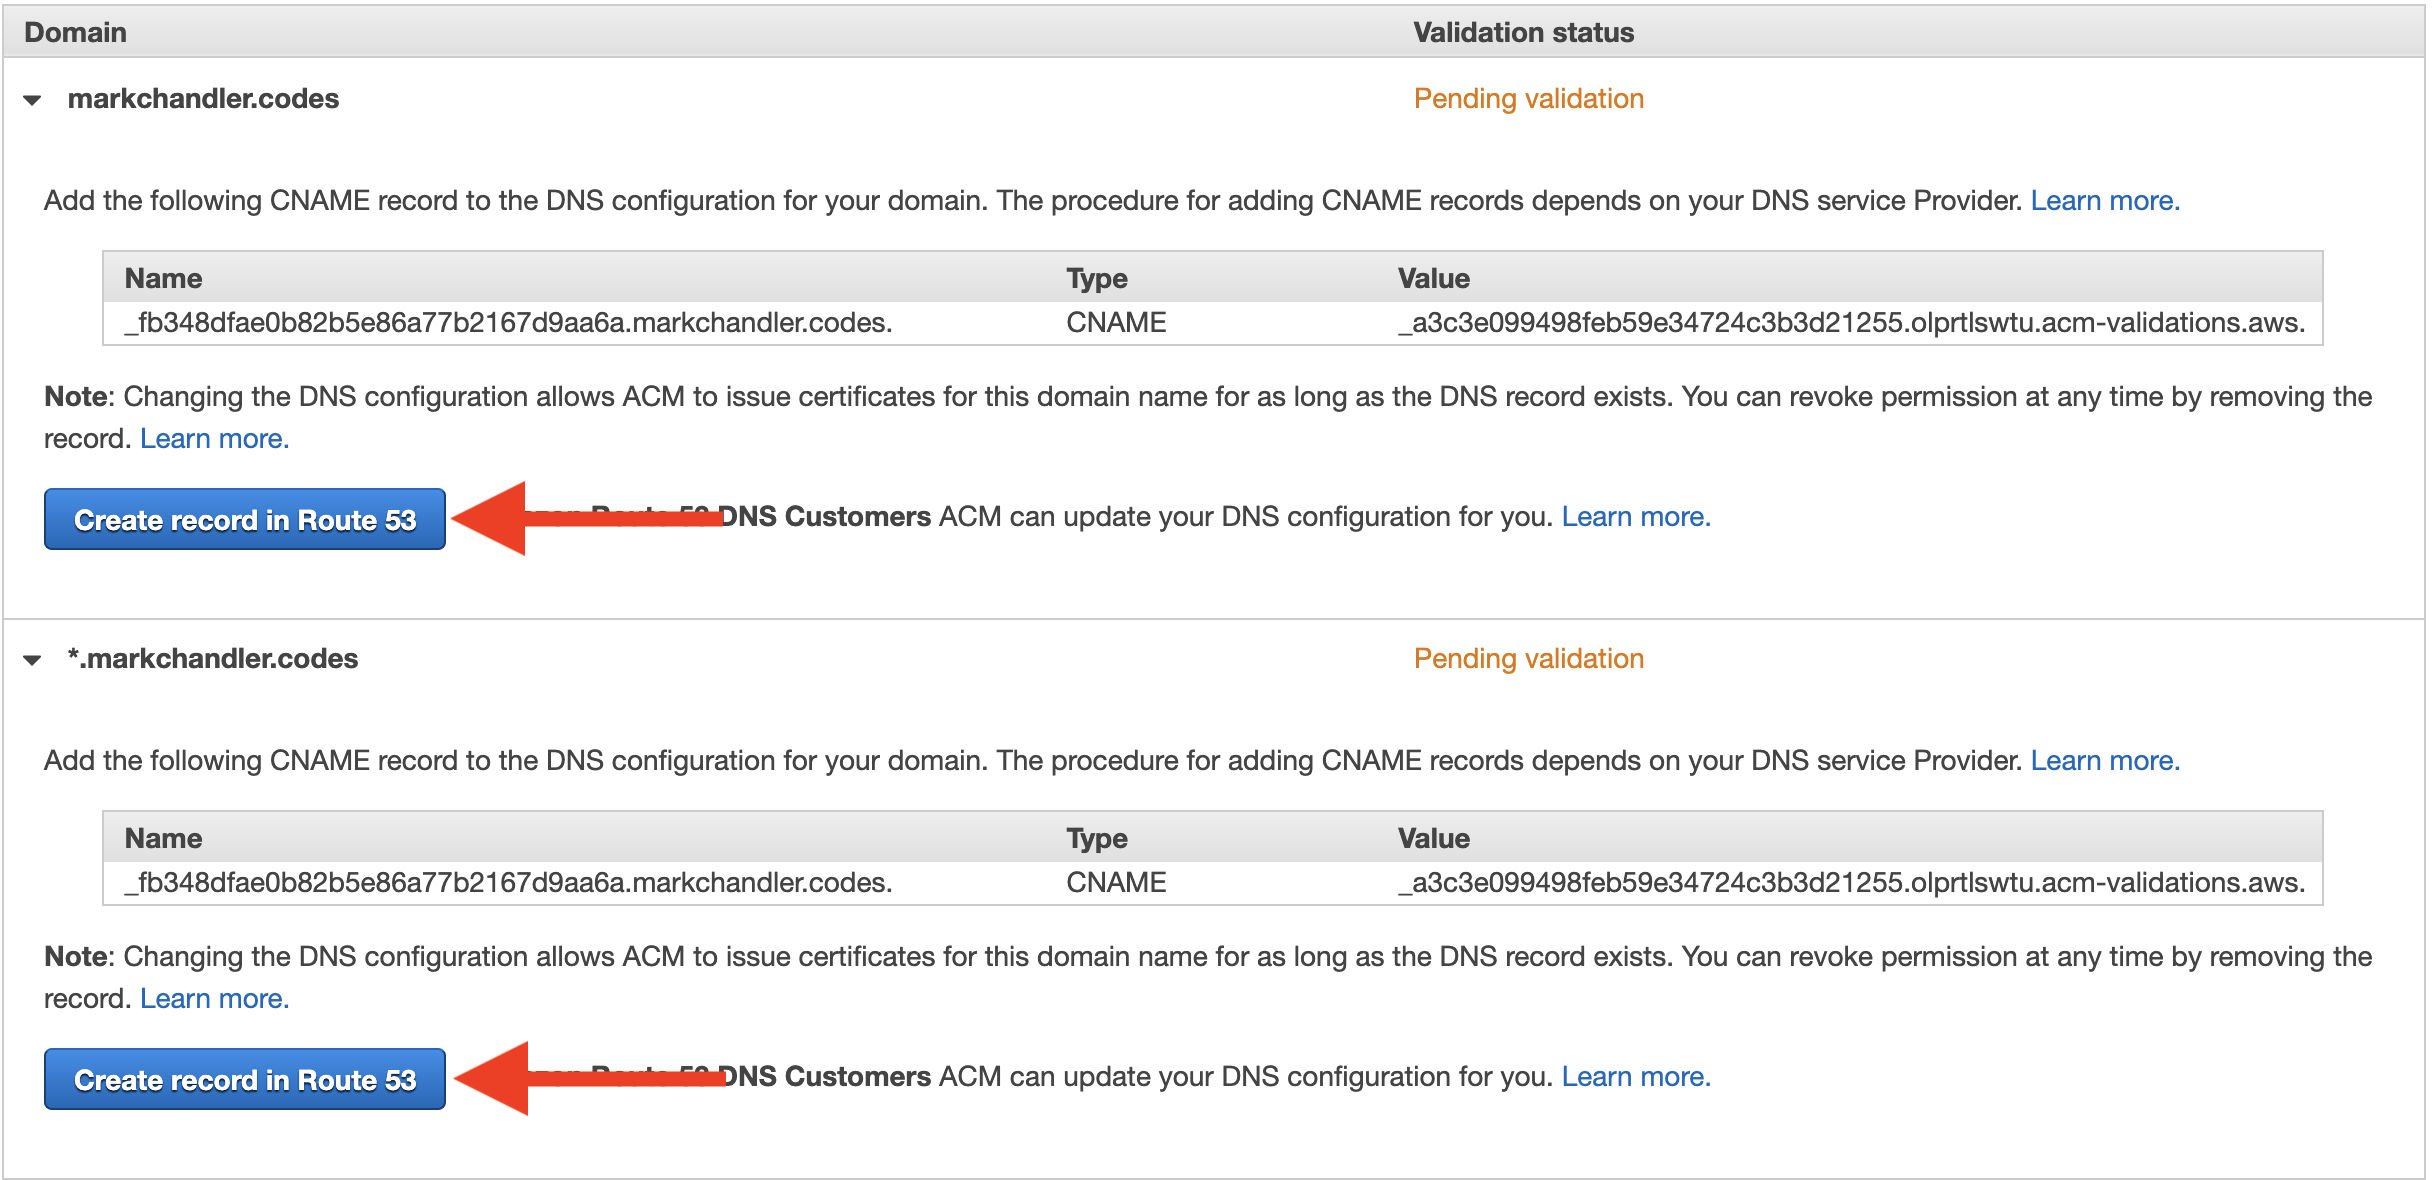 Domain Validation status
markchandler.codes Pending validation
Add the following CNAME record to the DNS configuration for your domain. The procedure for adding CNAME records depends on your DNS service Provider. Learn more.
Name Type Value
_fb348dfae0b82b5e86a77b2167d9aa6a.markchandler.codes. CNAME _a3c3e099498feb59e34724c3b3d21255.olprtlswtu.acm-validations.aws.
Note: Changing the DNS configuration allows ACM to issue certificates for this domain name for as long as the DNS record exists. You can revoke permission at any time by removing the
record. Learn more.
Create record in Route 53 Route 53 DNS Customers ACM can update your DNS configuration for you. Learn more.
*.markchandler.codes Pending validation
Add the following CNAME record to the DNS configuration for your domain. The procedure for adding CNAME records depends on your DNS service Provider. Learn more.
Name Type Value
_fb348dfae0b82b5e86a77b2167d9aa6a.markchandler.codes. CNAME _a3c3e099498feb59e34724c3b3d21255.olprtlswtu.acm-validations.aws.
Note: Changing the DNS configuration allows ACM to issue certificates for this domain name for as long as the DNS record exists. You can revoke permission at any time by removing the
record. Learn more.
Create record in Route 53 Route 53 DNS Customers ACM can update your DNS configuration for you. Learn more.